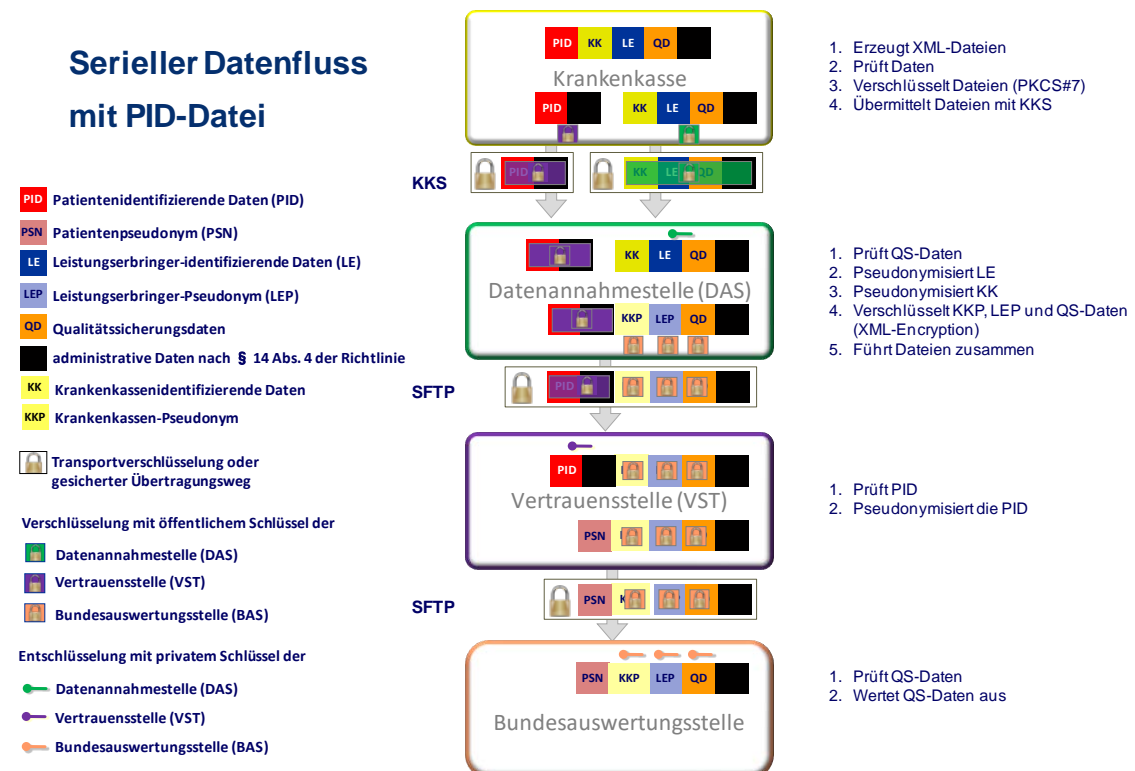 Serieller Datenfluss
mit PID-Datei
PID Patientenidentifizierende Daten (PID)
PSN Patientenpseudonym (PSN)
LE Leistungserbringer-identifizierende Daten (LE)
LEP Leistungserbringer-Pseudonym (LEP)
QD Qualitätssicherungsdaten
administrative Daten nach § 14 Abs. 4 der Richtlinie
KK Krankenkassenidentifizierende Daten
KKP Krankenkassen-Pseudonym
Transportverschlüsselung oder
gesicherter Übertragungsweg
Verschlüsselung mit öffentlichem Schlüssel der
Datenannahmestelle (DAS)
Vertrauensstelle (VST)
Bundesauswertungsstelle (BAS)
Entschlüsselung mit privatem Schlüssel der
Datenannahmestelle (DAS)
Vertrauensstelle (VST)
Bundesauswertungsstelle (BAS)
PID KK LE QD
Krankenkasse
PID KK LE QD
1. Erzeugt XML-Dateien
2. Prüft Daten
3. Verschlüsselt Dateien (PKCS#7)
4. Übermittelt Dateien mit KKS
KKS
PID KK LE QD
KK LE QD
Datenannahmestelle (DAS)
KKP LEP QD
1. Prüft QS-Daten
2. Pseudonymisiert LE
3. Pseudonymisiert KK
4. Verschlüsselt KKP, LEP und QS-Daten
(XML-Encryption)
5. Führt Dateien zusammen
SFTP
PID
PID
Vertrauensstelle (VST)
PSN
1. Prüft PID
2. Pseudonymisiert die PID
SFTP
PSN
PSN KKP LEP QD
Bundesauswertungsstelle
1. Prüft QS-Daten
2. Wertet QS-Daten aus